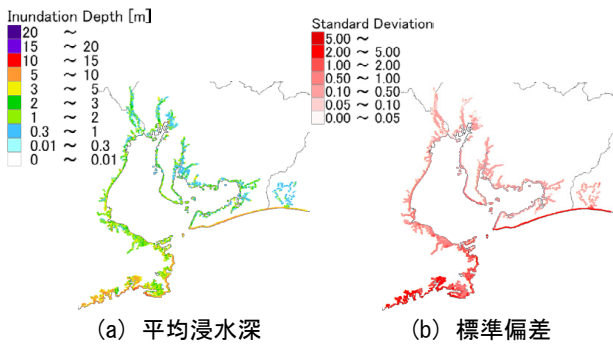 Inundation Depth [m]
20 ～
15 ～ 20
10 ～ 15
5 ～ 10
3 ～ 5
2 ～ 3
1 ～ 2
0.3 ～ 1
0.01 ～ 0.3
0 ～ 0.01
(a) 平均浸水深
Standard Deviation
5.00 ～
2.00 ～ 5.00
1.00 ～ 2.00
0.50 ～ 1.00
0.10 ～ 0.50
0.05 ～ 0.10
0.00 ～ 0.05
(b) 標準偏差